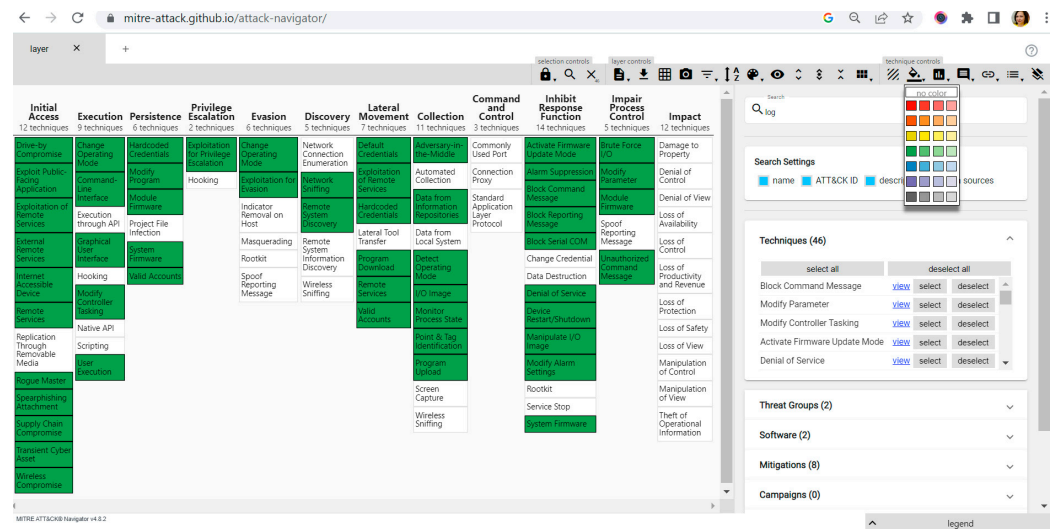 mitre-attack.github.io/attack-navigator/
layer
selection controls
layer controls
technique controls
Initial Access
12 techniques
Drive-by Compromise
Exploit Public-Facing Application
Exploitation of Remote Services
External Remote Services
Internet Accessible Device
Remote Services
Replication Through Removable Media
Rogue Master
Spearphishing Attachment
Supply Chain Compromise
Transient Cyber Asset
Wireless Compromise
Execution
9 techniques
Change Operating Mode
Command-Line Interface
Execution through API
Graphical User Interface
Hooking
Modify Controller Tasking
Native API
Scripting
User Execution
Persistence
6 techniques
Hardcoded Credentials
Modify Program
Module Firmware
Project File Infection
System Firmware
Valid Accounts
Privilege Escalation
2 techniques
Exploitation for Privilege Escalation
Hooking
Evasion
6 techniques
Change Operating Mode
Exploitation for Evasion
Indicator Removal on Host
Masquerading
Rootkit
Spoof Reporting Message
Discovery
5 techniques
Network Connection Enumeration
Network Sniffing
Remote System Discovery
Remote System Information Discovery
Wireless Sniffing
Lateral Movement
7 techniques
Default Credentials
Exploitation of Remote Services
Hardcoded Credentials
Lateral Tool Transfer
Program Download
Remote Services
Valid Accounts
Collection
11 techniques
Adversary-in-the-Middle
Automated Collection
Data from Information Repositories
Data from Local System
Detect Operating Mode
I/O Image
Monitor Process State
Point & Tag Identification
Program Upload
Screen Capture
Wireless Sniffing
Command and Control
3 techniques
Commonly Used Port
Connection Proxy
Standard Application Layer Protocol
Inhibit Response Function
14 techniques
Activate Firmware Update Mode
Alarm Suppression
Block Command Message
Block Reporting Message
Block Serial COM
Change Credential
Data Destruction
Denial of Service
Device Restart/Shutdown
Manipulate I/O Image
Modify Alarm Settings
Rootkit
Service Stop
System Firmware
Impair Process Control
5 techniques
Brute Force I/O
Modify Parameter
Module Firmware
Spoof Reporting Message
Unauthorized Command Message
Impact
12 techniques
Damage to Property
Denial of Control
Denial of View
Loss of Availability
Loss of Control
Loss of Productivity and Revenue
Loss of Protection
Loss of Safety
Loss of View
Manipulation of Control
Manipulation of View
Theft of Operational Information
no color
Search
log
Search Settings
name ATT&CK ID descri sources
Techniques (46)
select all deselect all
Block Command Message view select deselect
Modify Parameter view select deselect
Modify Controller Tasking view select deselect
Activate Firmware Update Mode view select deselect
Denial of Service view select deselect
Threat Groups (2)
Software (2)
Mitigations (8)
Campaigns (0)
MITRE ATT&CK® Navigator v4.8.2
legend